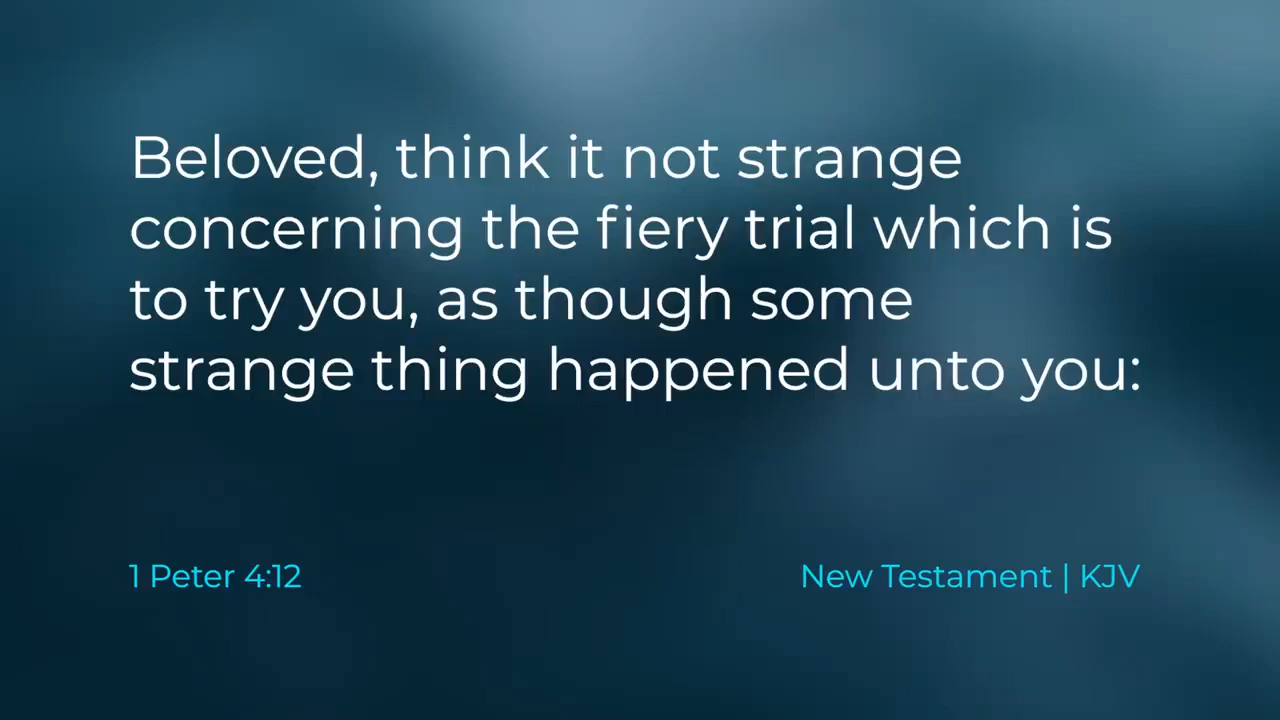 Beloved, think it not strange
concerning the fiery trial which is
to try you, as though some
strange thing happened unto you:
1 Peter 4:12
New Testament | KJV